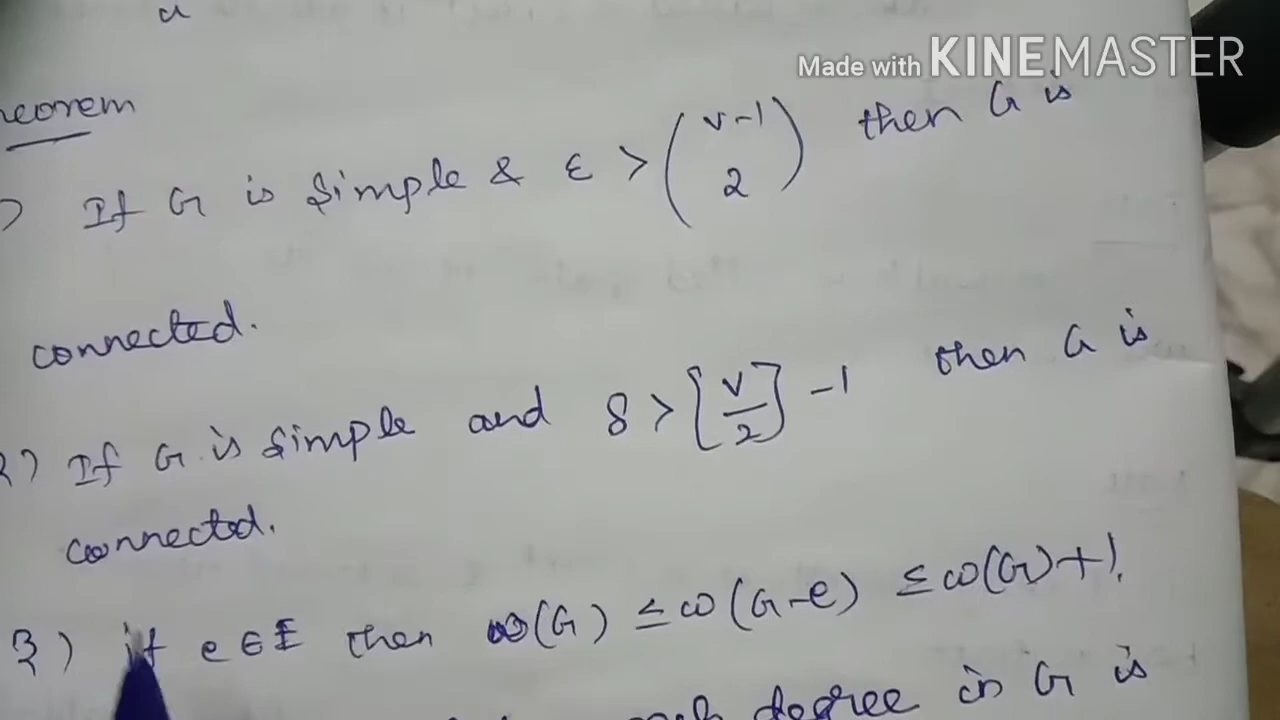 Made with KINEMASTER
eorem
) If G is simple & ε > (v-1 2) then G is
connected.
2) If G is simple and δ > [v/2] -1 then G is
connected.
3) if e ∈ E then ω(G) ≤ ω(G-e) ≤ ω(G)+1.
degree in G is